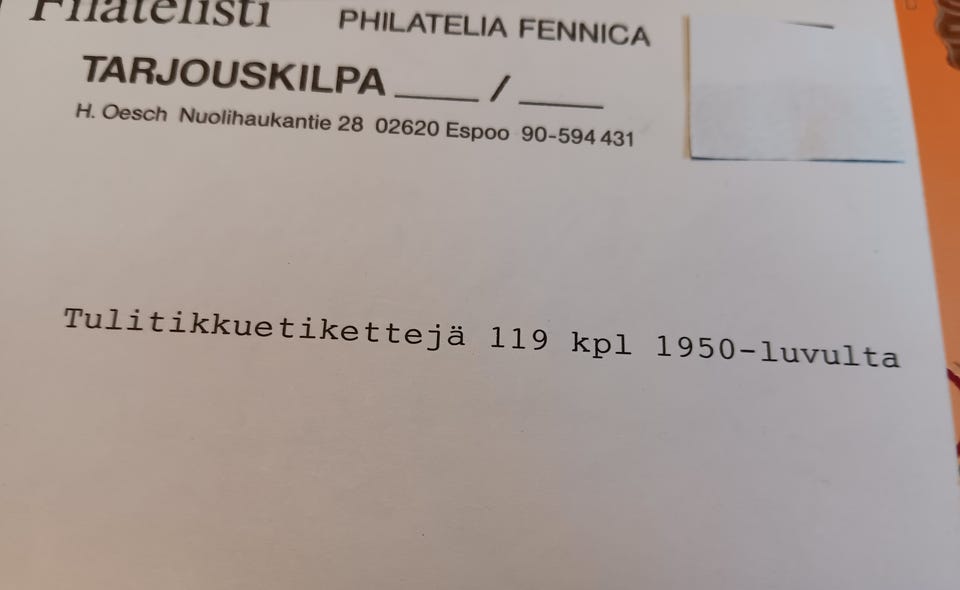 Filatelisti PHILATELIA FENNICA
TARJOUSKILPA ____ / ____
H. Oesch Nuolihaukantie 28 02620 Espoo 90-594 431
Tulitikkuetikettejä 119 kpl 1950-luvulta